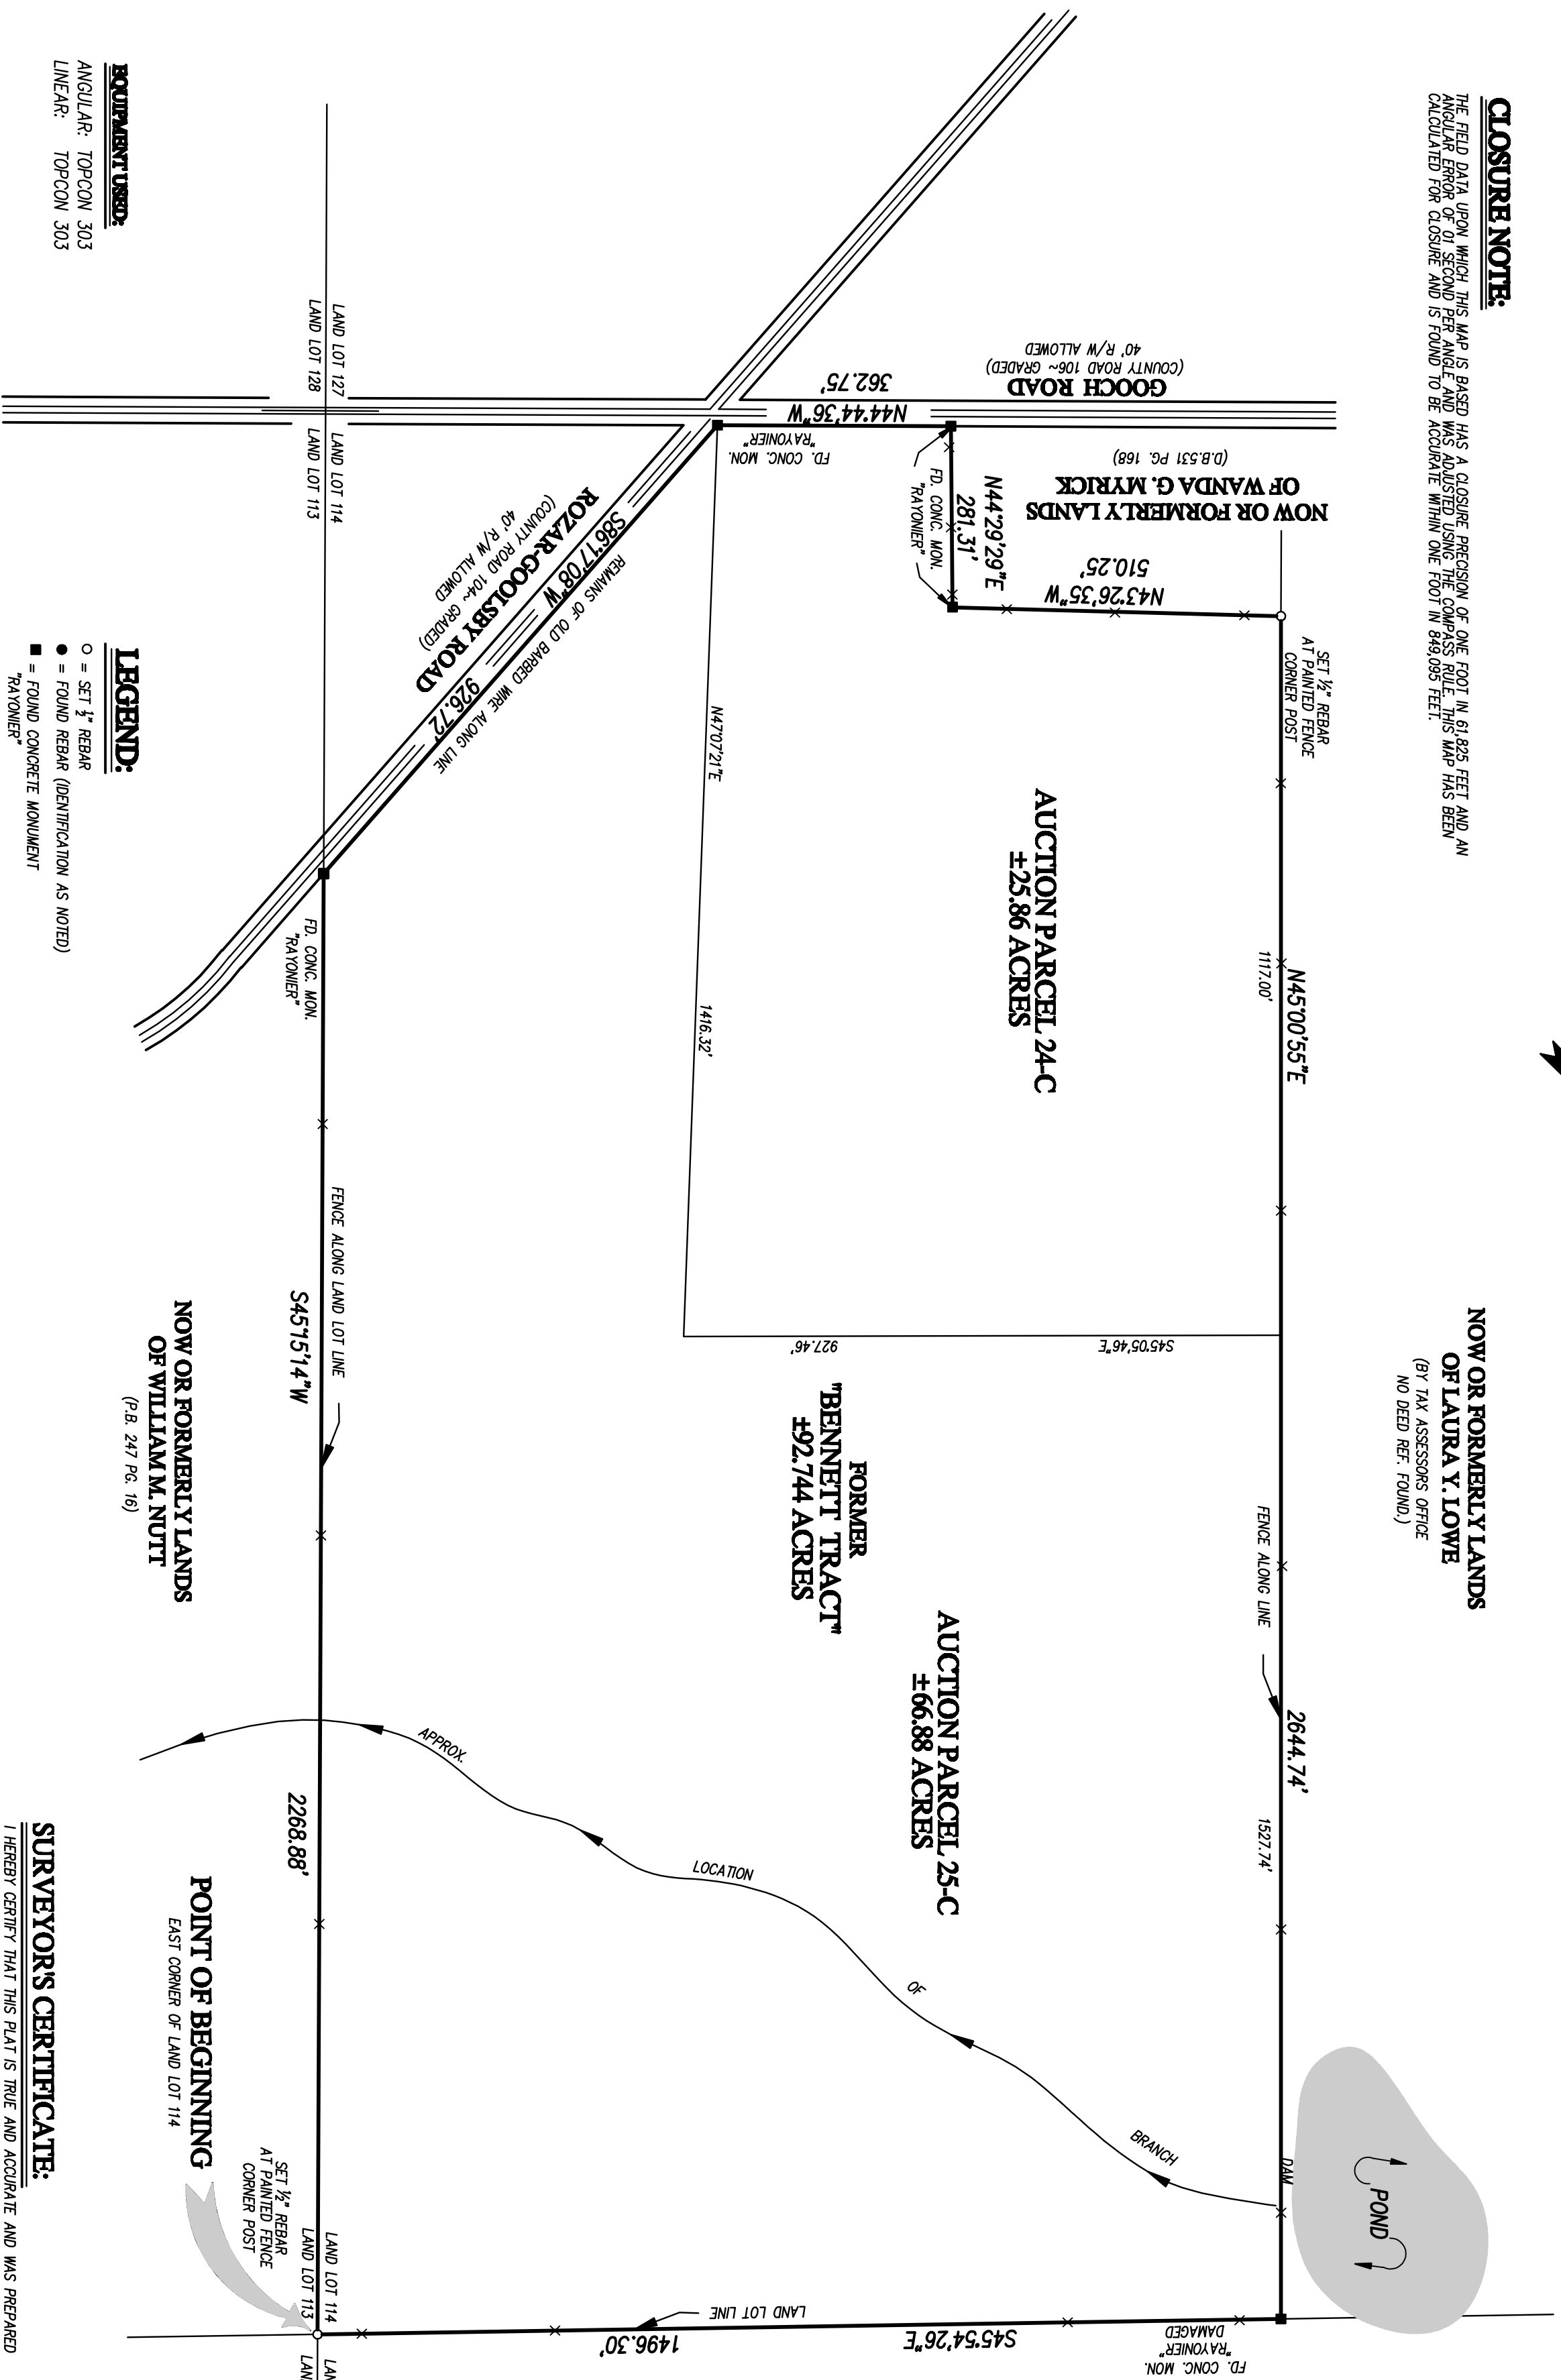 CLOSURE NOTE:
THE FIELD DATA UPON WHICH THIS MAP IS BASED HAS A CLOSURE PRECISION OF ONE FOOT IN 61,825 FEET AND AN
ANGULAR ERROR OF 01 SECOND PER ANGLE AND WAS ADJUSTED USING THE COMPASS RULE. THIS MAP HAS BEEN
CALCULATED FOR CLOSURE AND IS FOUND TO BE ACCURATE WITHIN ONE FOOT IN 849,095 FEET.
NOW OR FORMERLY LANDS
OF LAURA Y. LOWE
(BY TAX ASSESSORS OFFICE
NO DEED REF. FOUND.)
POND
DAM
SET ½" REBAR
AT PAINTED FENCE
CORNER POST
N45°00'55"E
1117.00'
FENCE ALONG LINE
2644.74'
1527.74'
FD. CONC. MON.
"RAYONIER"
DAMAGED
GOOCH ROAD
(COUNTY ROAD 106~ GRADED)
40' R/W ALLOWED
NOW OR FORMERLY LANDS
OF WANDA G. MYRICK
(D.B.531 PG. 168)
N43°26'35"W
510.25'
N44°29'29"E
281.31'
FD. CONC. MON.
"RAYONIER"
N44°44'36"W
362.75'
FD. CONC. MON.
"RAYONIER"
AUCTION PARCEL 24-C
±25.86 ACRES
S45°05'46"E
927.46'
N47°07'21"E
1416.32'
FORMER
"BENNETT TRACT"
±92.744 ACRES
AUCTION PARCEL 25-C
±66.88 ACRES
APPROX.
LOCATION
OF
BRANCH
S45°54'26"E
1496.30'
LAND LOT LINE
REMAINS OF OLD BARBED WIRE ALONG LINE
S86°17'08"W
926.72'
ROZAR-GOOLSBY ROAD
(COUNTY ROAD 104~ GRADED)
40' R/W ALLOWED
LAND LOT 127
LAND LOT 128
LAND LOT 114
LAND LOT 113
FD. CONC. MON.
"RAYONIER"
FENCE ALONG LAND LOT LINE
S45°15'14"W
2268.88'
LAND LOT 114
LAND LOT 113
LAN
LAN
SET ½" REBAR
AT PAINTED FENCE
CORNER POST
POINT OF BEGINNING
EAST CORNER OF LAND LOT 114
NOW OR FORMERLY LANDS
OF WILLIAM M. NUTT
(P.B. 247 PG. 16)
EQUIPMENT USED:
ANGULAR: TOPCON 303
LINEAR: TOPCON 303
LEGEND:
○ = SET ½" REBAR
● = FOUND REBAR (IDENTIFICATION AS NOTED)
■ = FOUND CONCRETE MONUMENT
"RAYONIER"
SURVEYOR'S CERTIFICATE:
I HEREBY CERTIFY THAT THIS PLAT IS TRUE AND ACCURATE AND WAS PREPARED